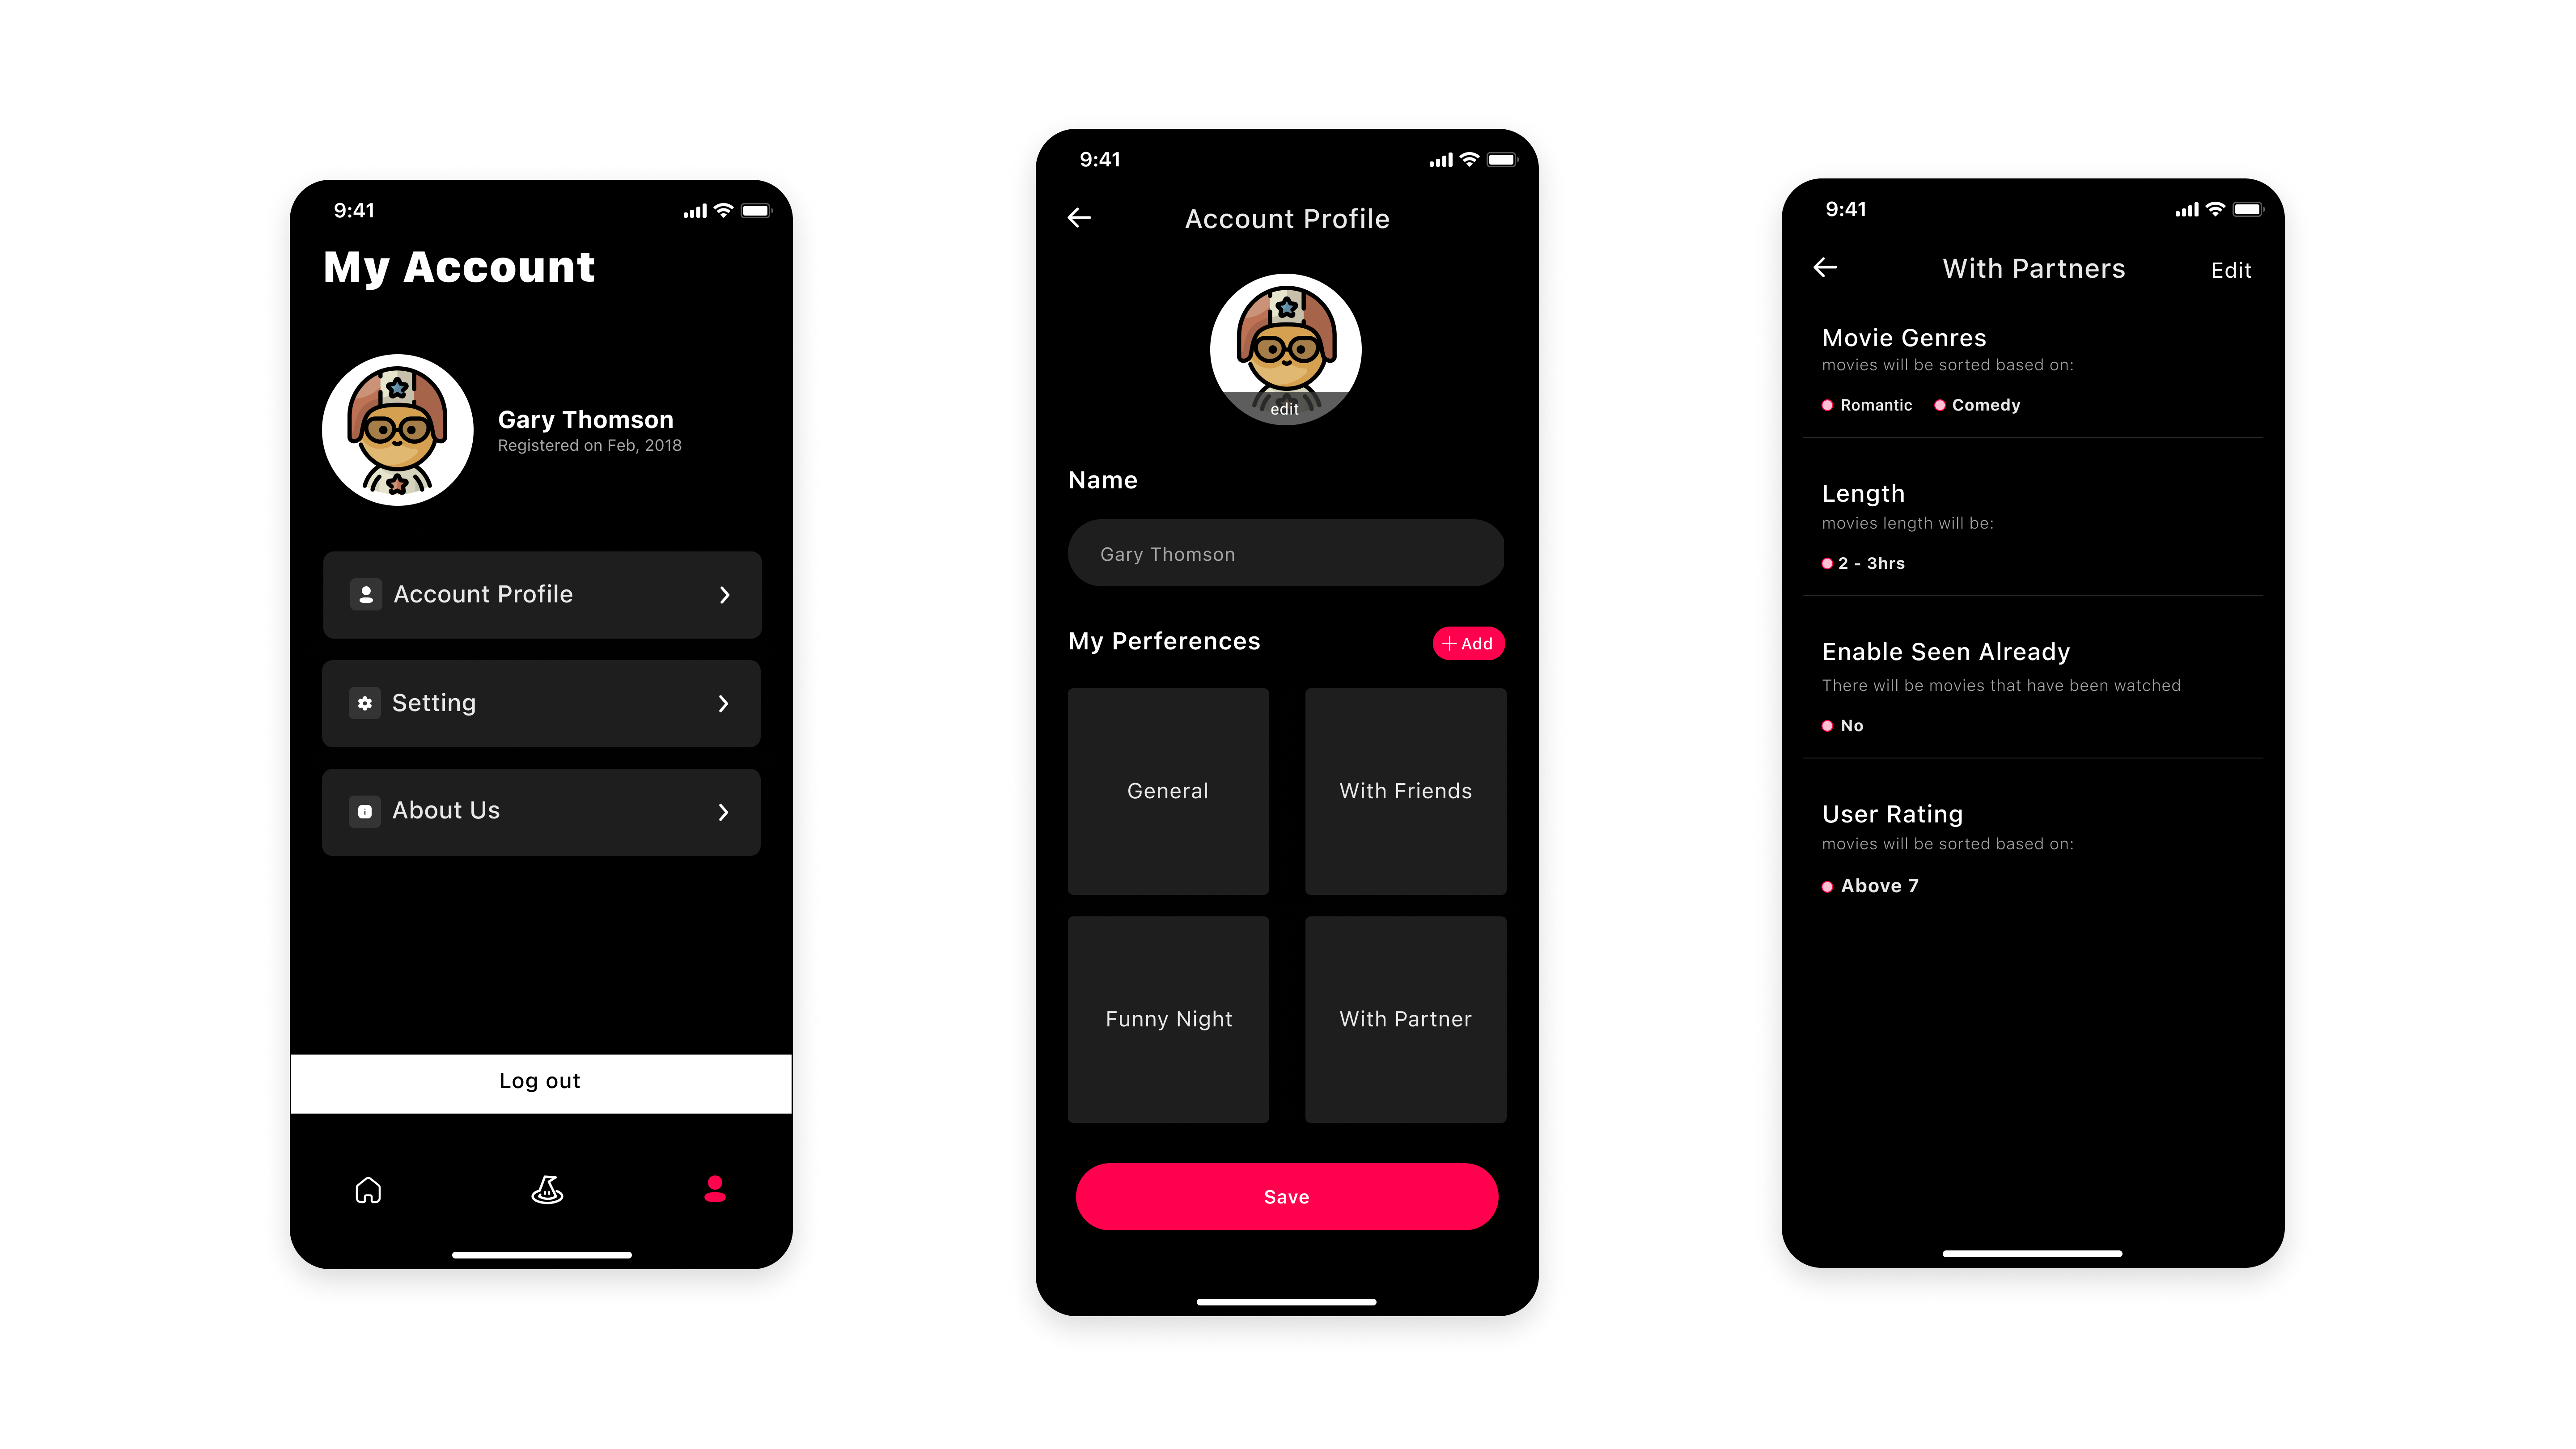 9:41
My Account
Gary Thomson
Registered on Feb, 2018
Account Profile
Setting
About Us
Log out
9:41
Account Profile
edit
Name
Gary Thomson
My Perferences
Add
General
With Friends
Funny Night
With Partner
Save
9:41
With Partners
Edit
Movie Genres
movies will be sorted based on:
Romantic Comedy
Length
movies length will be:
2 - 3hrs
Enable Seen Already
There will be movies that have been watched
No
User Rating
movies will be sorted based on:
Above 7